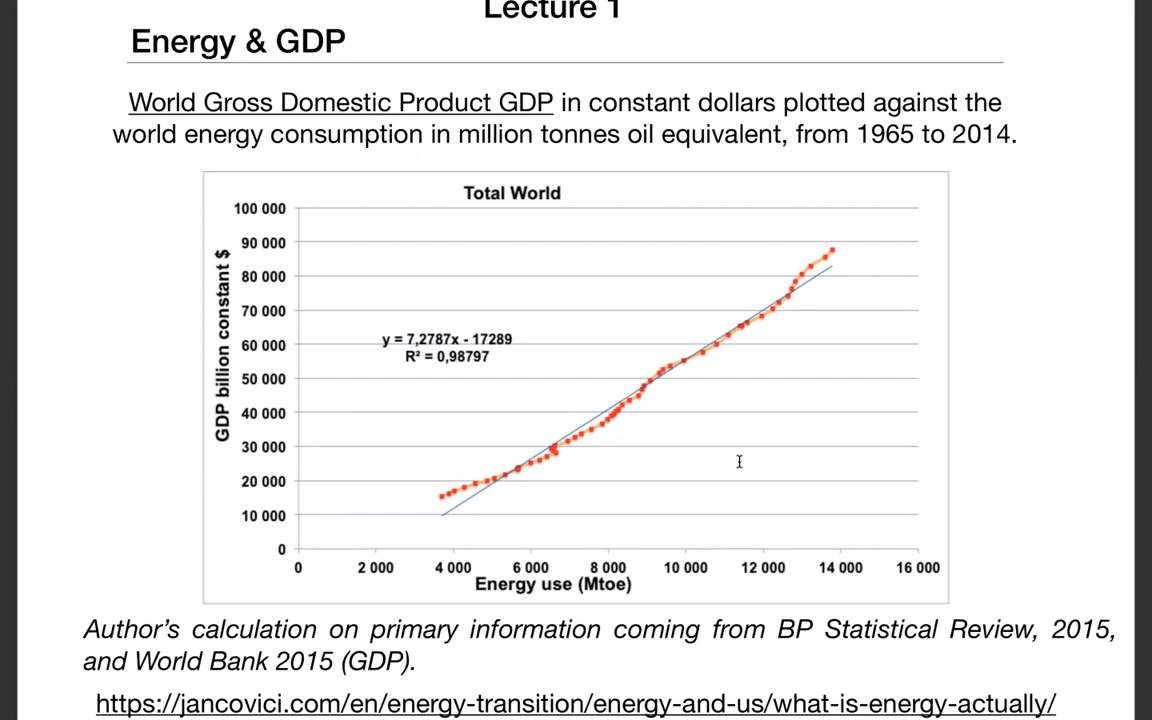 Lecture 1
Energy & GDP
World Gross Domestic Product GDP in constant dollars plotted against the
world energy consumption in million tonnes oil equivalent, from 1965 to 2014.
Total World
100 000
90 000
80 000
70 000
60 000
50 000
40 000
30 000
20 000
10 000
0
GDP billion constant $
y = 7,2787x - 17289
R² = 0,98797
0 2 000 4 000 6 000 8 000 10 000 12 000 14 000 16 000
Energy use (Mtoe)
Author's calculation on primary information coming from BP Statistical Review, 2015,
and World Bank 2015 (GDP).
https://jancovici.com/en/energy-transition/energy-and-us/what-is-energy-actually/